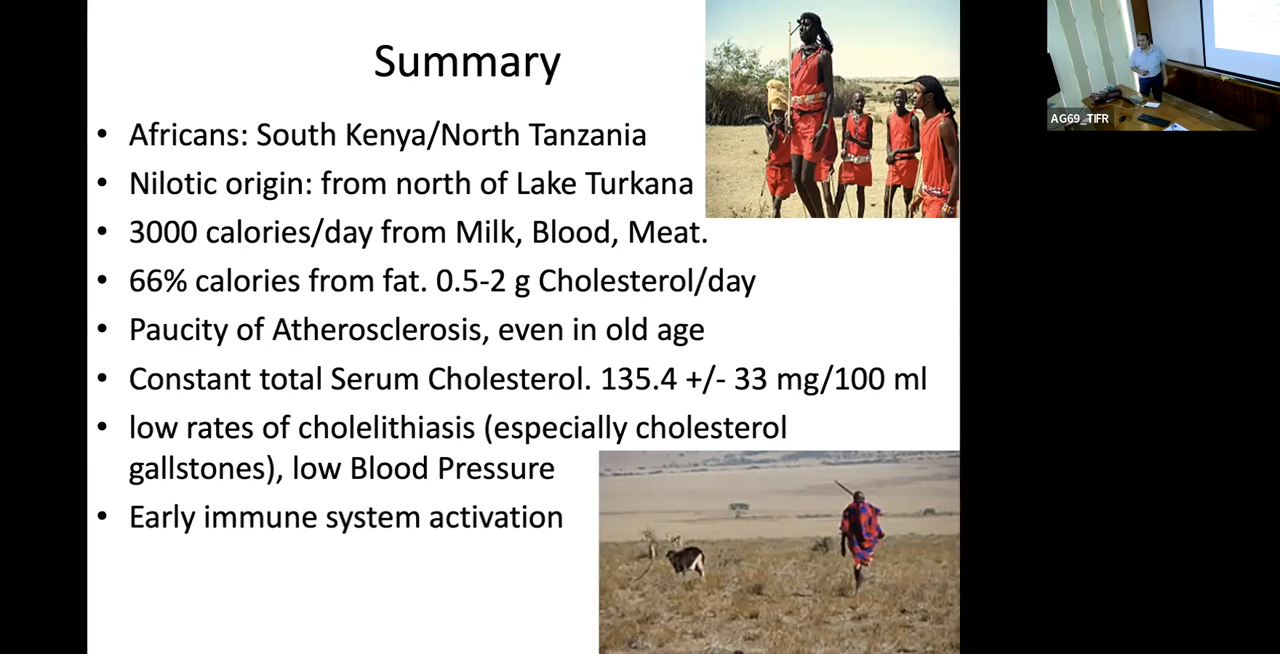 Summary
• Africans: South Kenya/North Tanzania
• Nilotic origin: from north of Lake Turkana
• 3000 calories/day from Milk, Blood, Meat.
• 66% calories from fat. 0.5-2 g Cholesterol/day
• Paucity of Atherosclerosis, even in old age
• Constant total Serum Cholesterol. 135.4 +/- 33 mg/100 ml
• low rates of cholelithiasis (especially cholesterol
gallstones), low Blood Pressure
• Early immune system activation
AG69_TIFR